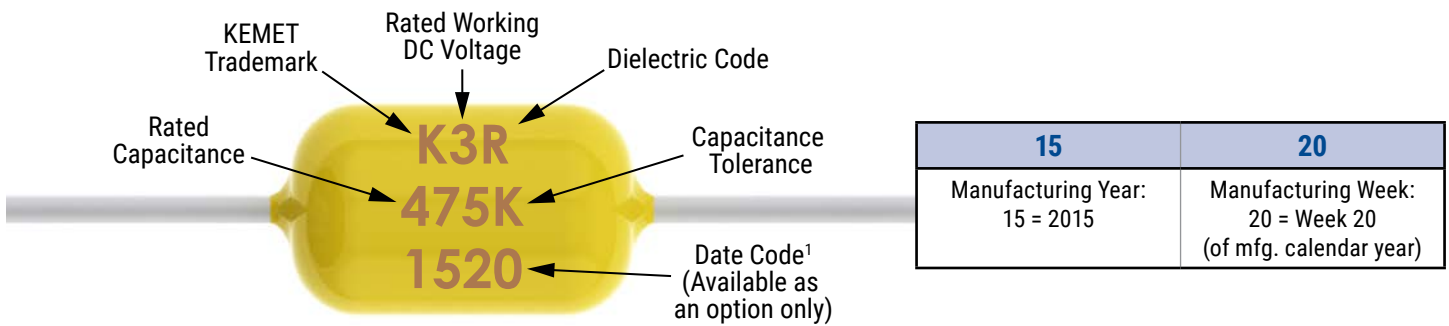 KEMET
Trademark
Rated Working
DC Voltage
Dielectric Code
Rated
Capacitance
K3R
475K
1520
Capacitance
Tolerance
Date Code¹
(Available as
an option only)
15
20
Manufacturing Year:
15 = 2015
Manufacturing Week:
20 = Week 20
(of mfg. calendar year)